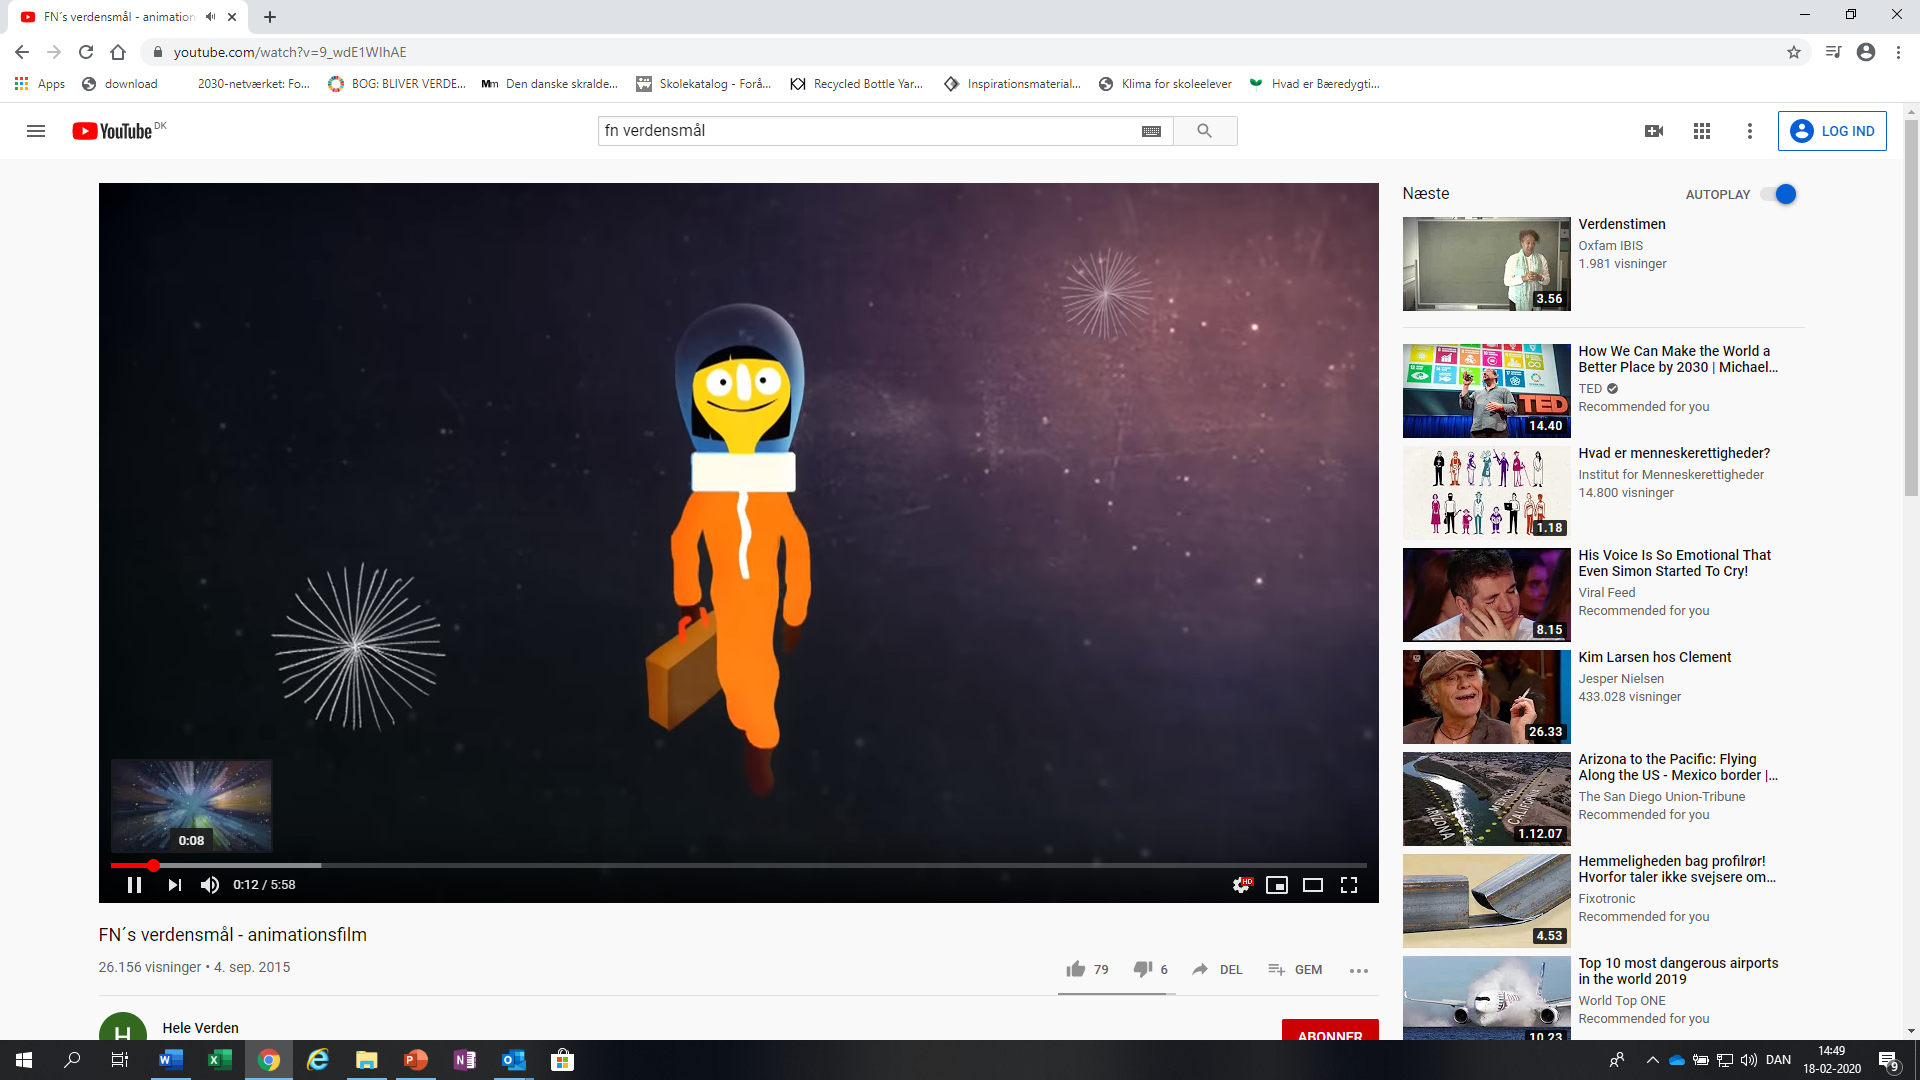 FN´s verdensmål - animation
youtube.com/watch?v=9_wdE1WIhAE
Apps
download
2030-netværket: Fo...
BOG: BLIVER VERDE...
Den danske skralde...
Skolekatalog - Forå...
Recycled Bottle Yar...
Inspirationsmaterial...
Klima for skoleelever
Hvad er Bæredygti...
YouTube DK
fn verdensmål
LOG IND
0:08
0:12 / 5:58
HD
FN´s verdensmål - animationsfilm
26.156 visninger • 4. sep. 2015
79
6
DEL
GEM
H
Hele Verden
ABONNER
Næste
AUTOPLAY
3.56
Verdenstimen
Oxfam IBIS
1.981 visninger
TED
14.40
How We Can Make the World a
Better Place by 2030 | Michael...
TED
Recommended for you
1.18
Hvad er menneskerettigheder?
Institut for Menneskerettigheder
14.800 visninger
8.15
His Voice Is So Emotional That
Even Simon Started To Cry!
Viral Feed
Recommended for you
26.33
Kim Larsen hos Clement
Jesper Nielsen
433.028 visninger
ARIZONA
MEXICO
CALIFORNIA
1.12.07
Arizona to the Pacific: Flying
Along the US - Mexico border |...
The San Diego Union-Tribune
Recommended for you
4.53
Hemmeligheden bag profilrør!
Hvorfor taler ikke svejsere om...
Fixotronic
Recommended for you
10.23
Top 10 most dangerous airports
in the world 2019
World Top ONE
Recommended for you
DAN
14:49
18-02-2020
9